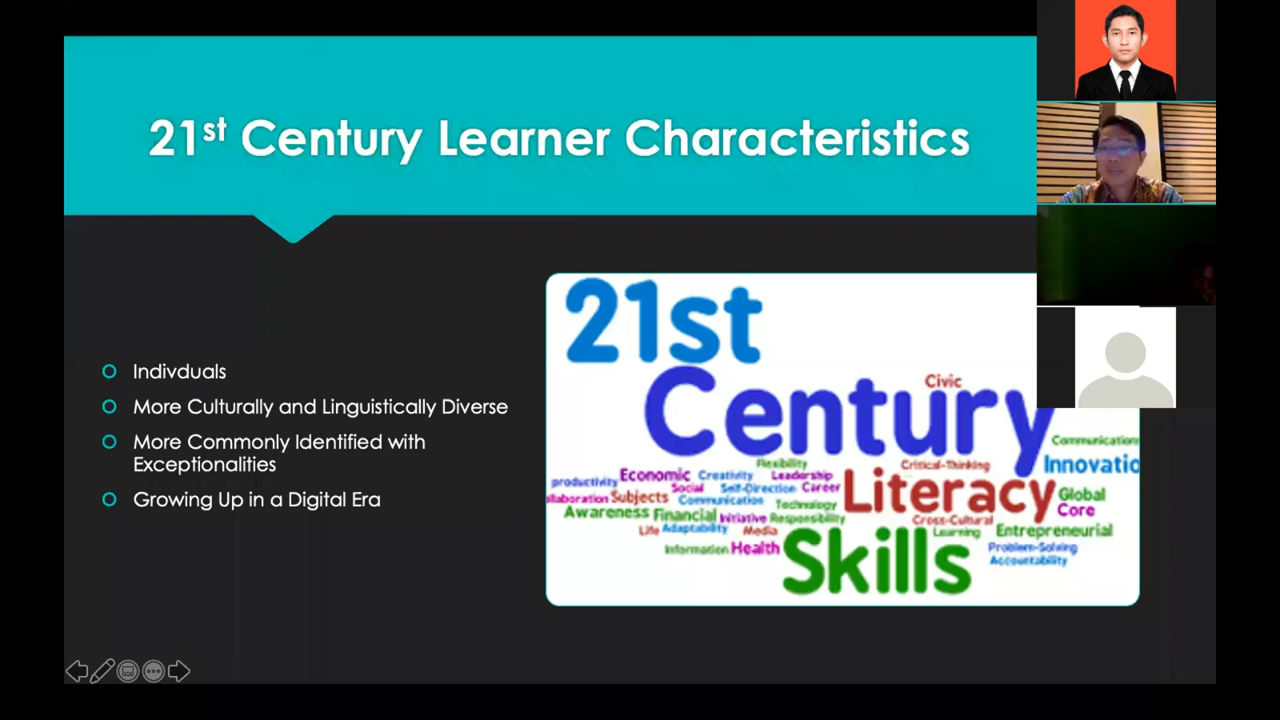 21st Century Learner Characteristics
Indivduals
More Culturally and Linguistically Diverse
More Commonly Identified with
Exceptionalities
Growing Up in a Digital Era
21st
Century
Civic
Communications
Innovatio
Flexibility
Critical-Thinking
productivity
Economic
Creativity
Leadership
Literacy
Social
Self-Direction
Career
Global
ollaboration
Subjects
Communication
Technology
Core
Awareness
Financial
Initiative
Responsibility
Cross-Cultural
Life
Adaptability
Media
Learning
Entrepreneurial
Information
Health
Skills
Problem-Solving
Accountability